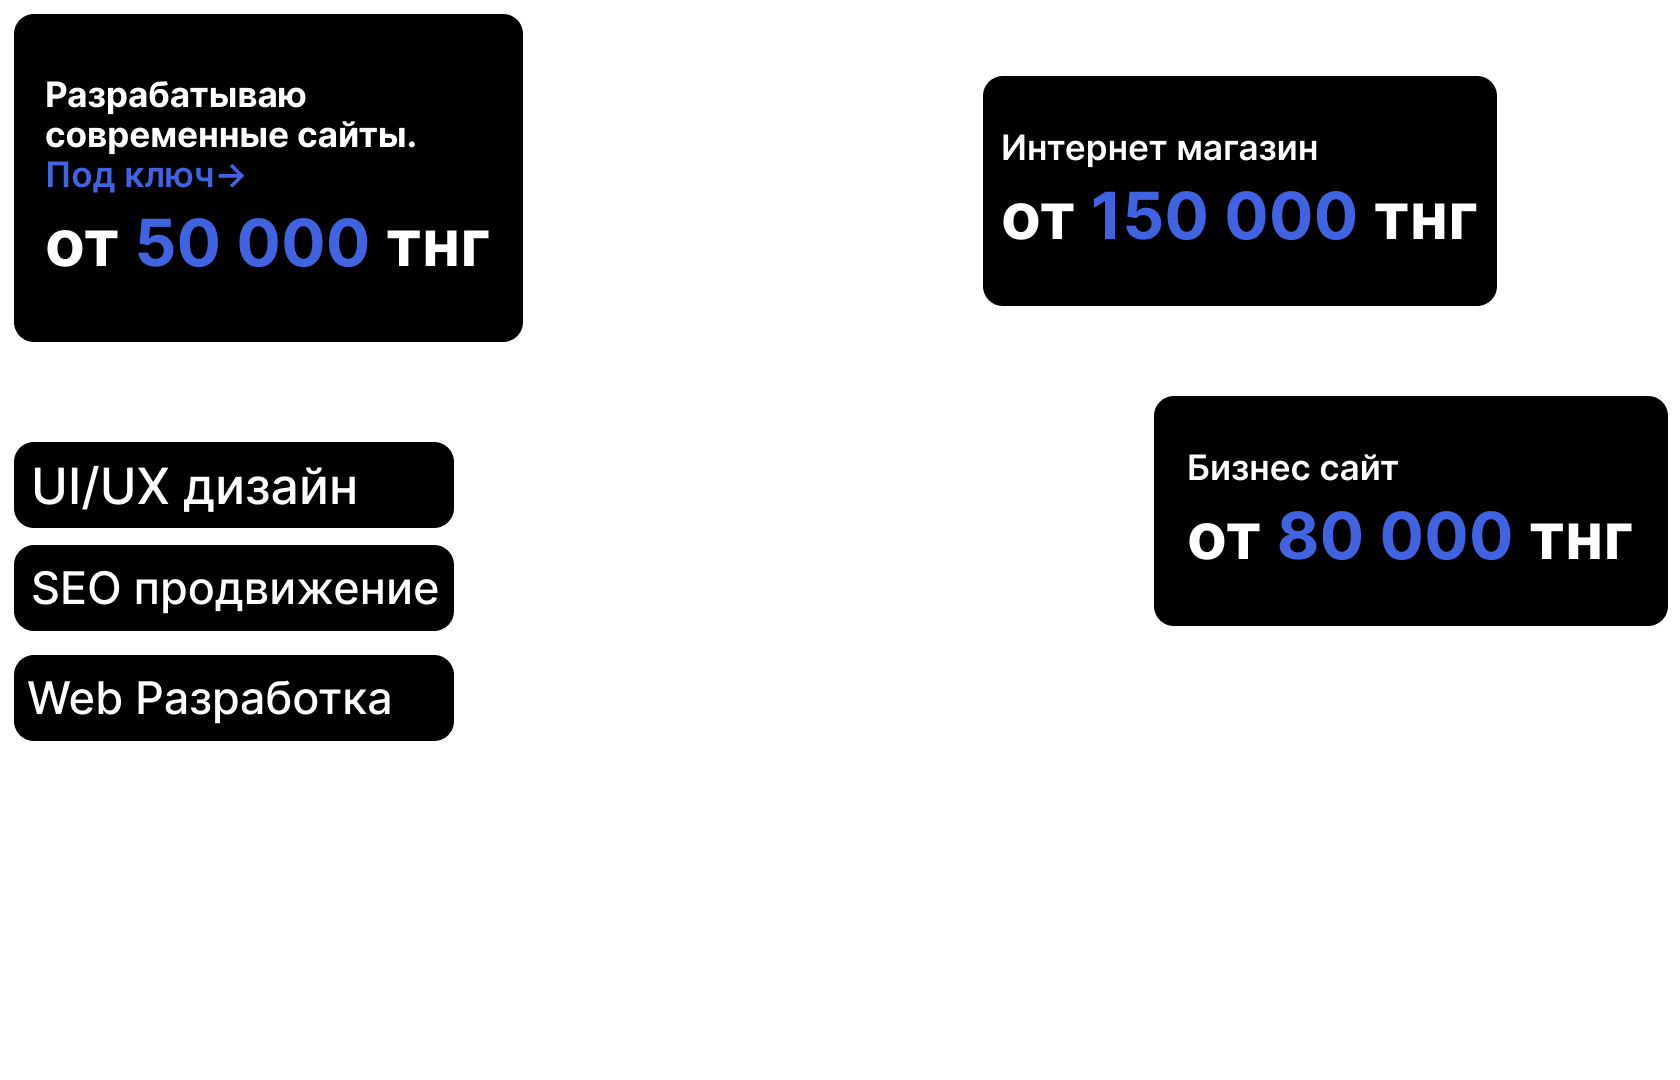 Разрабатываю
современные сайты.
Под ключ→
от 50 000 тнг
Интернет магазин
от 150 000 тнг
Бизнес сайт
от 80 000 тнг
UI/UX дизайн
SEO продвижение
Web Разработка